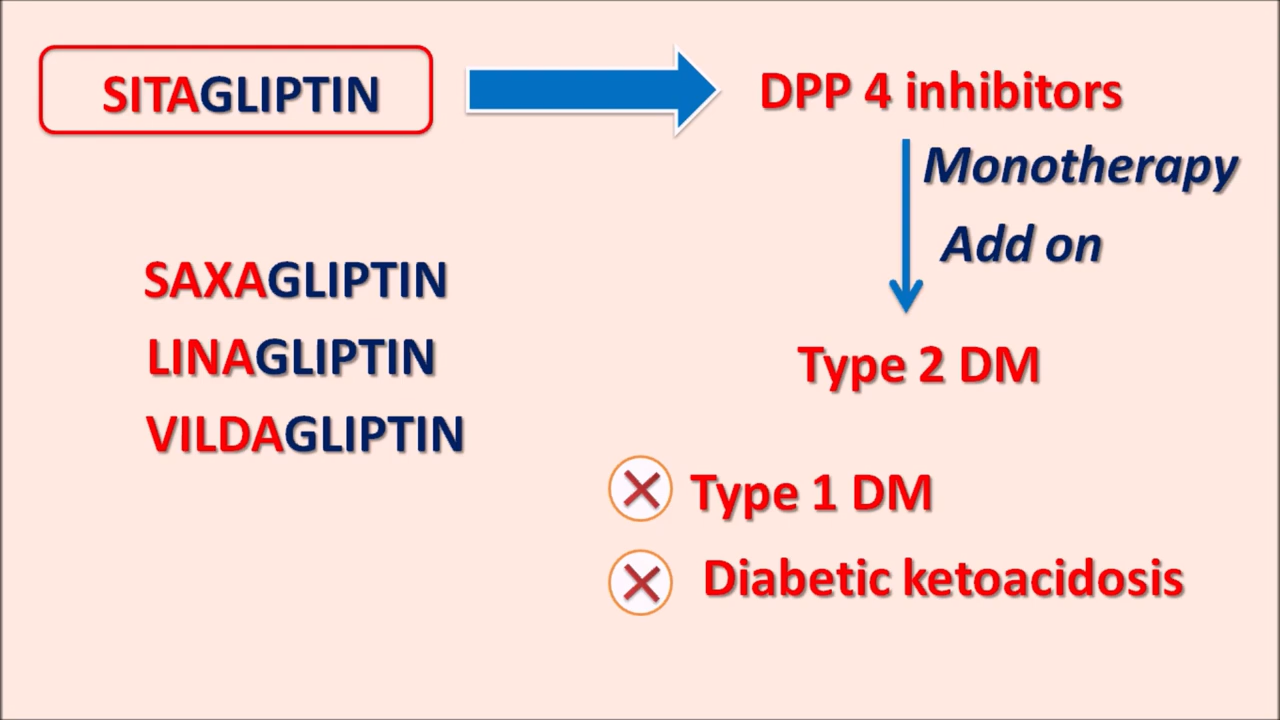 SITAGLIPTIN
DPP 4 inhibitors
Monotherapy
Add on
SAXAGLIPTIN
LINAGLIPTIN
VILDAGLIPTIN
Type 2 DM
Type 1 DM
Diabetic ketoacidosis